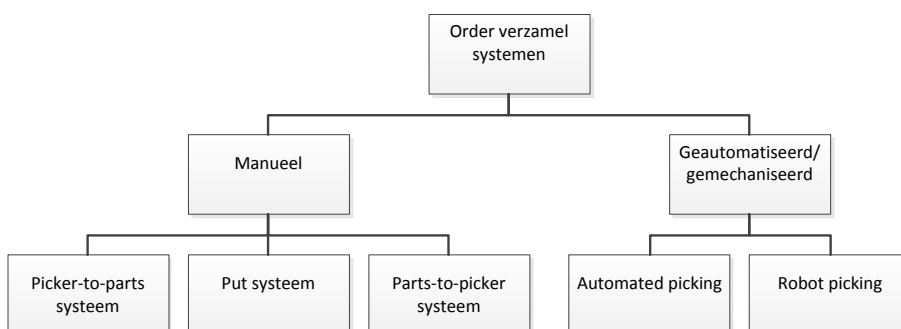 Order verzamel
systemen
Manueel
Geautomatiseerd/
gemechaniseerd
Picker-to-parts
systeem
Put systeem
Parts-to-picker
systeem
Automated picking
Robot picking